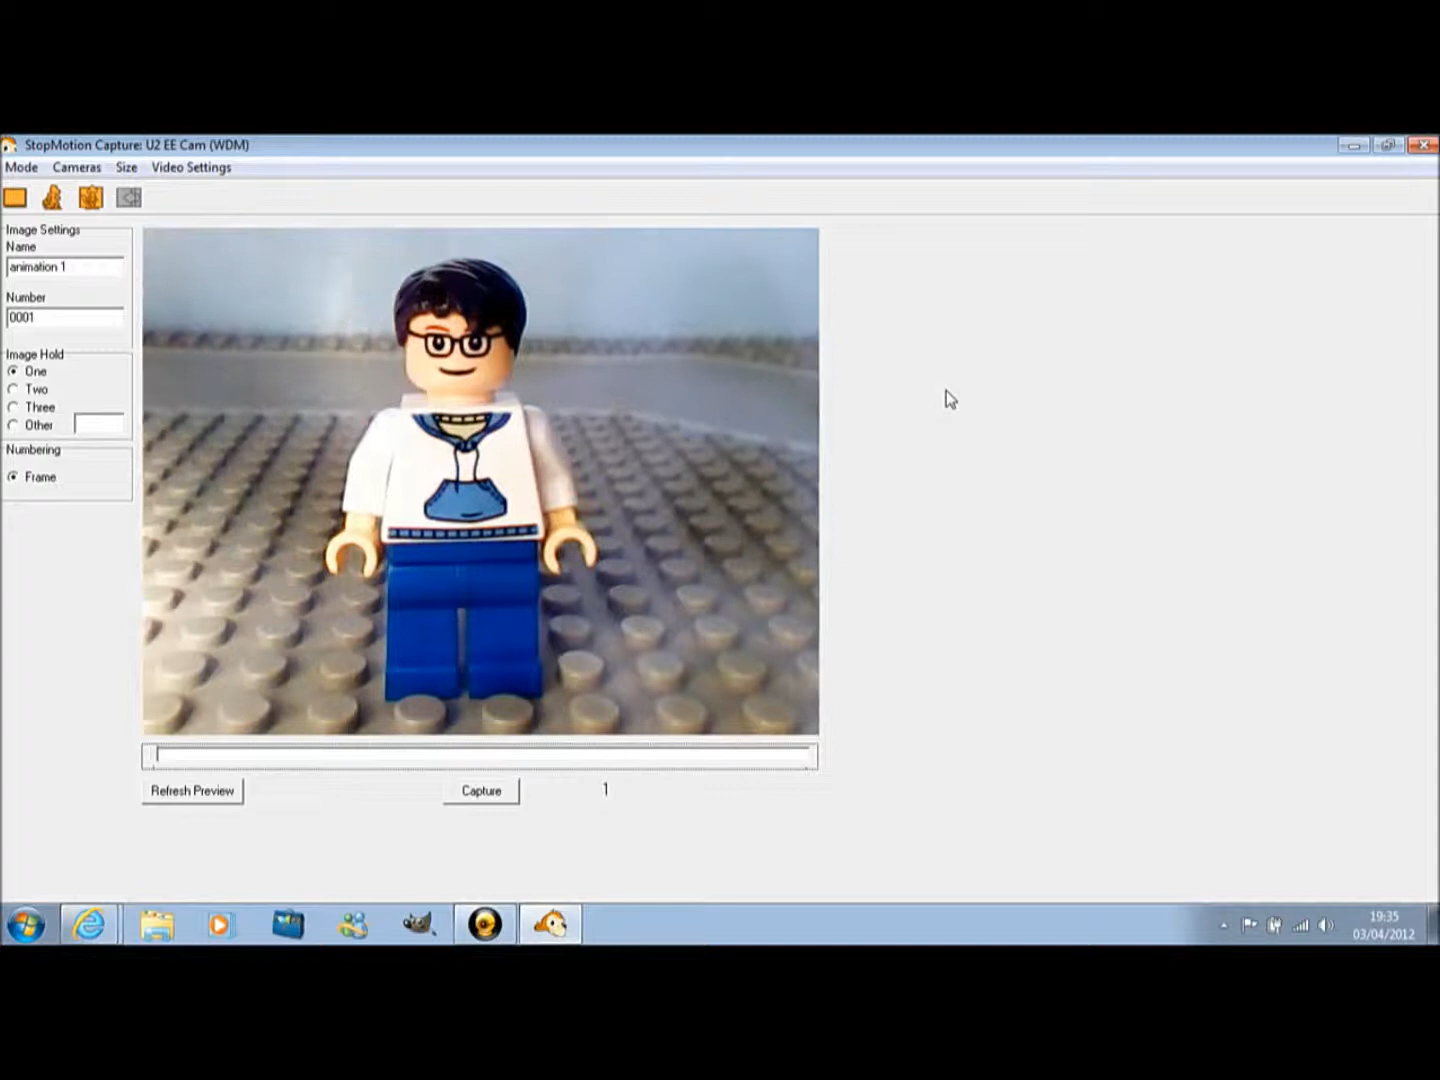 StopMotion Capture: U2 EE Cam (WDM)
Mode Cameras Size Video Settings
Image Settings
Name
animation 1
Number
0001
Image Hold
One
Two
Three
Other
Numbering
Frame
Refresh Preview
Capture
1
19:35
03/04/2012